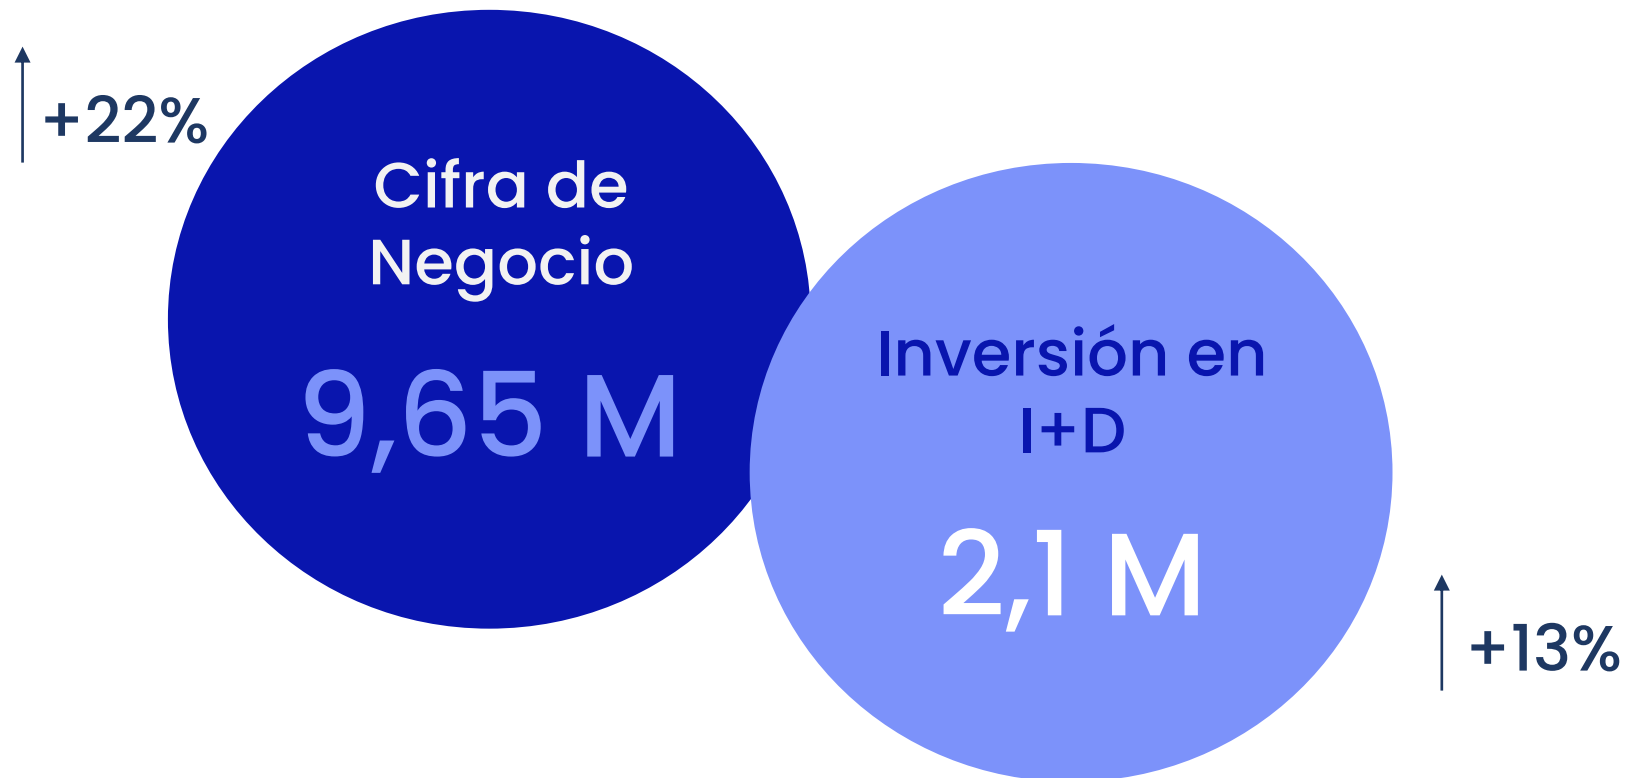 +22%
Cifra de
Negocio
9,65 M
Inversión en
I+D
2,1 M
+13%